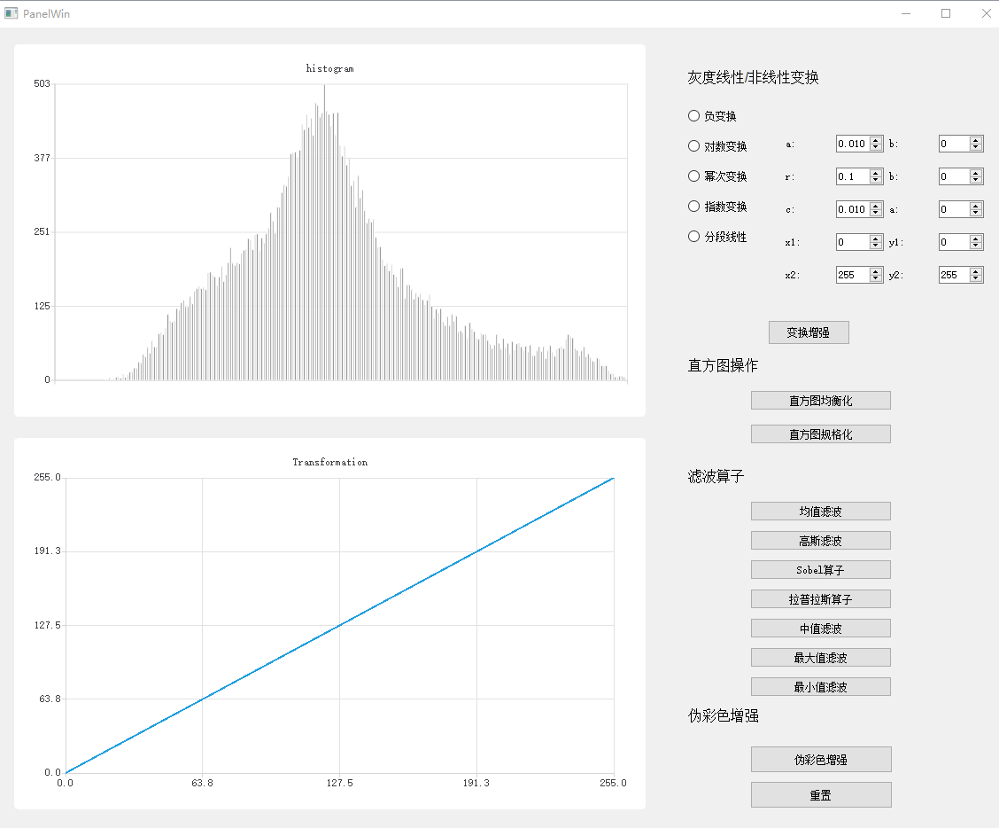 PanelWin
histogram
503
377
251
125
0
Transformation
255.0
191.3
127.5
63.8
0.0
0.0 63.8 127.5 191.3 255.0
灰度线性/非线性变换
负变换
对数变换 a: 0.010 b: 0
幂次变换 r: 0.1 b: 0
指数变换 c: 0.010 a: 0
分段线性 x1: 0 y1: 0
x2: 255 y2: 255
变换增强
直方图操作
直方图均衡化
直方图规格化
滤波算子
均值滤波
高斯滤波
Sobel算子
拉普拉斯算子
中值滤波
最大值滤波
最小值滤波
伪彩色增强
伪彩色增强
重置